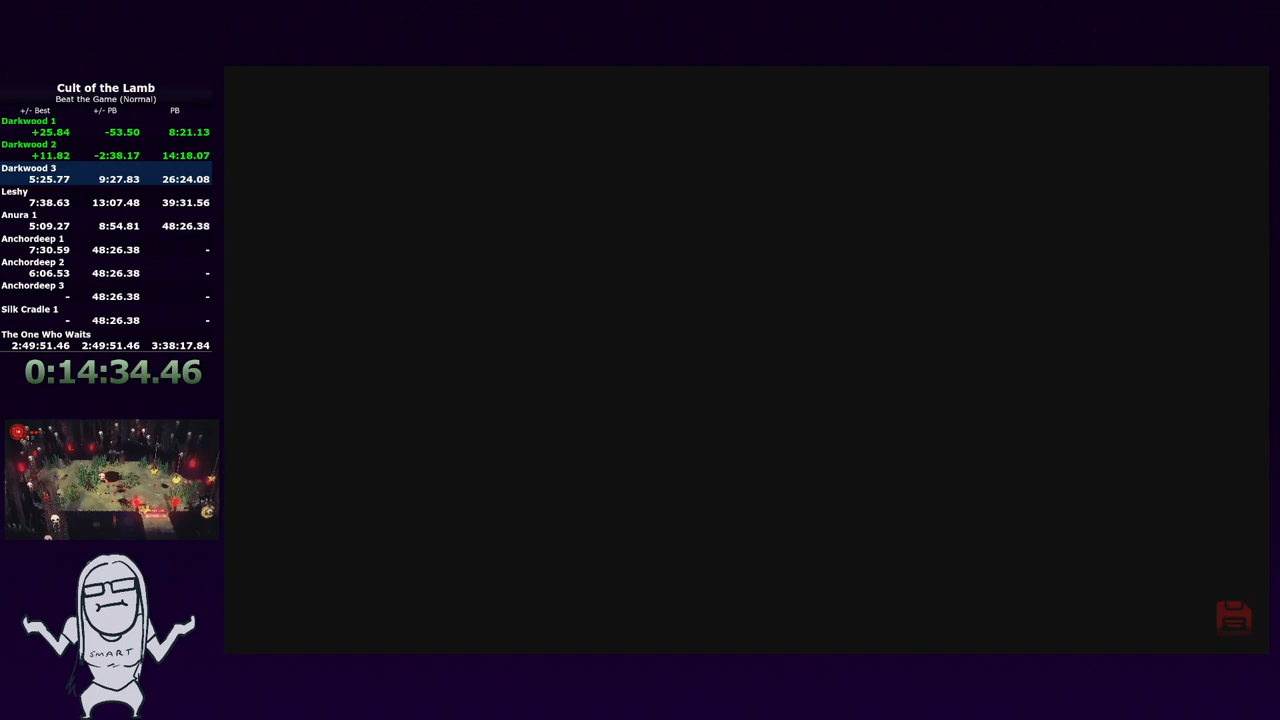 Cult of the Lamb
Beat the Game (Normal)
+/- Best +/- PB PB
Darkwood 1
+25.84 -53.50 8:21.13
Darkwood 2
+11.82 -2:38.17 14:18.07
Darkwood 3
5:25.77 9:27.83 26:24.08
Leshy
7:38.63 13:07.48 39:31.56
Anura 1
5:09.27 8:54.81 48:26.38
Anchordeep 1
7:30.59 48:26.38 -
Anchordeep 2
6:06.53 48:26.38 -
Anchordeep 3
- 48:26.38 -
Silk Cradle 1
- 48:26.38 -
The One Who Waits
2:49:51.46 2:49:51.46 3:38:17.84
0:14:34.46
SMART